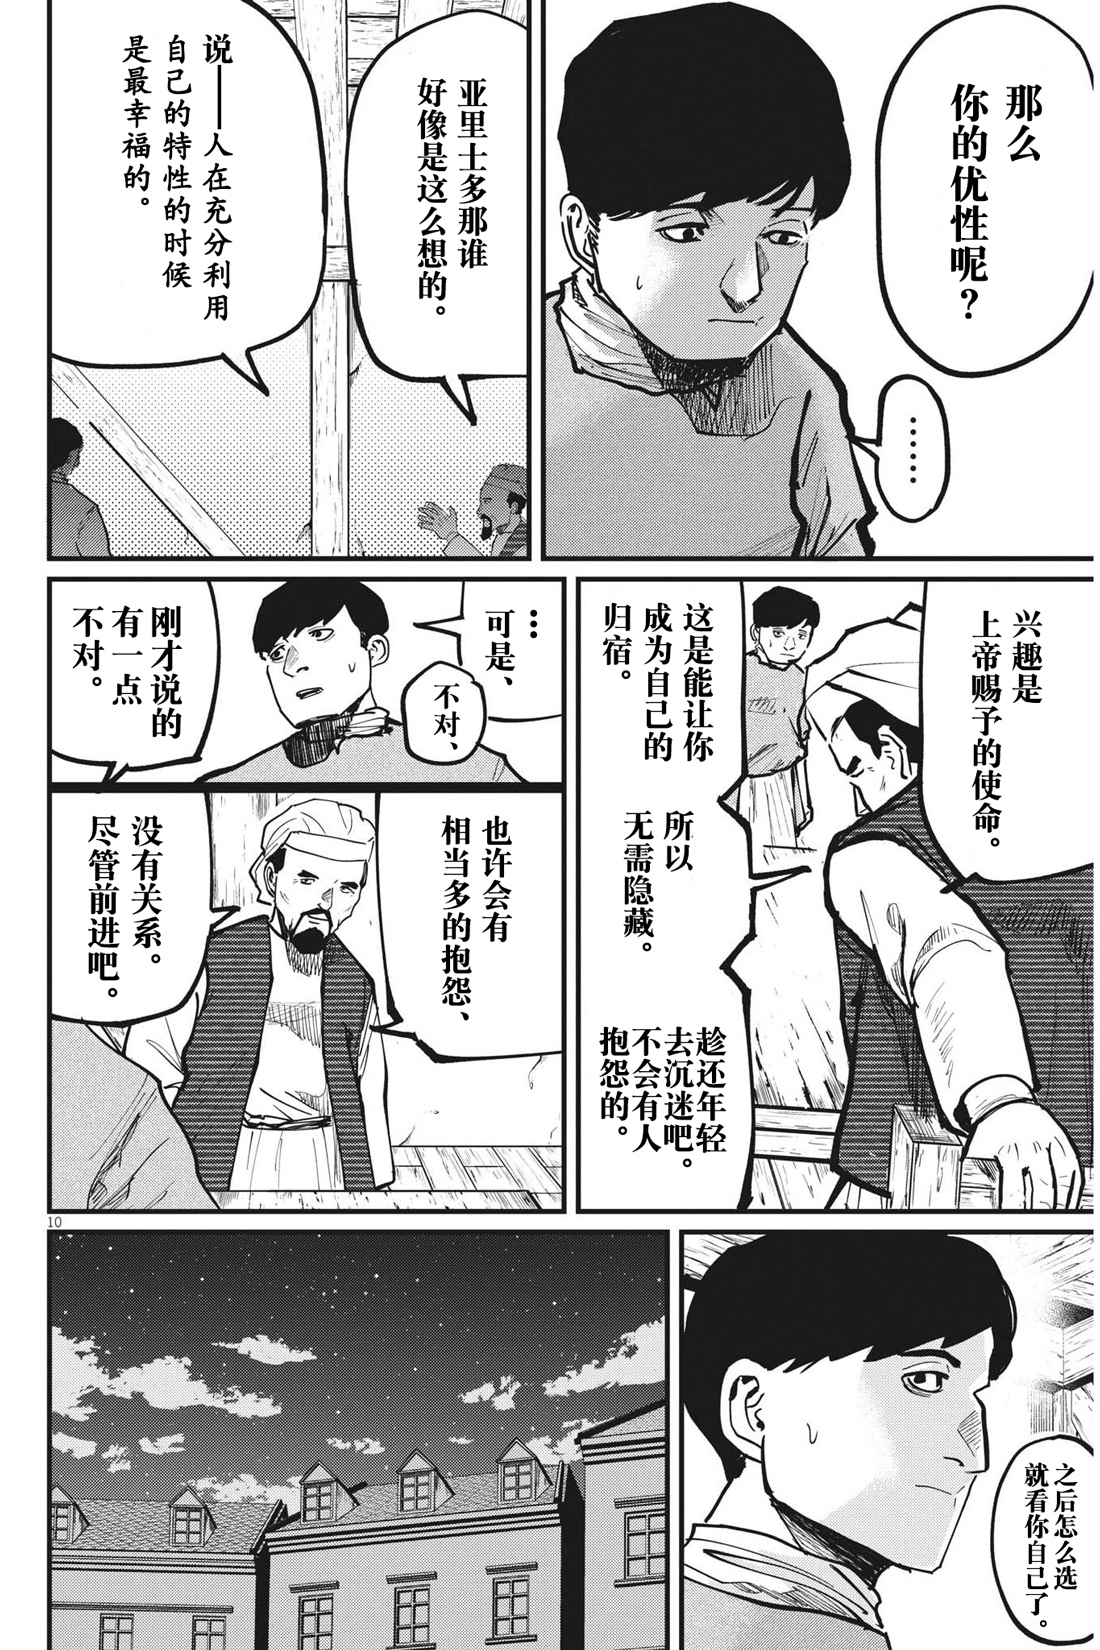 那么
你的优性呢？
……
亚里士多那谁
好像是这么想的。
说——人在充分利用
自己的特性的时候
是最幸福的。
兴趣是
上帝赐予的使命。
这是能让你
成为自己的
归宿。
所以
无需隐藏。
趁还年轻
去沉迷吧。
不会有人
抱怨的。
…
可是、
不对、
刚才说的
有一点
不对。
也许会有
相当多的抱怨、
没有关系。
尽管前进吧。
10
之后怎么选
就看你自己了。